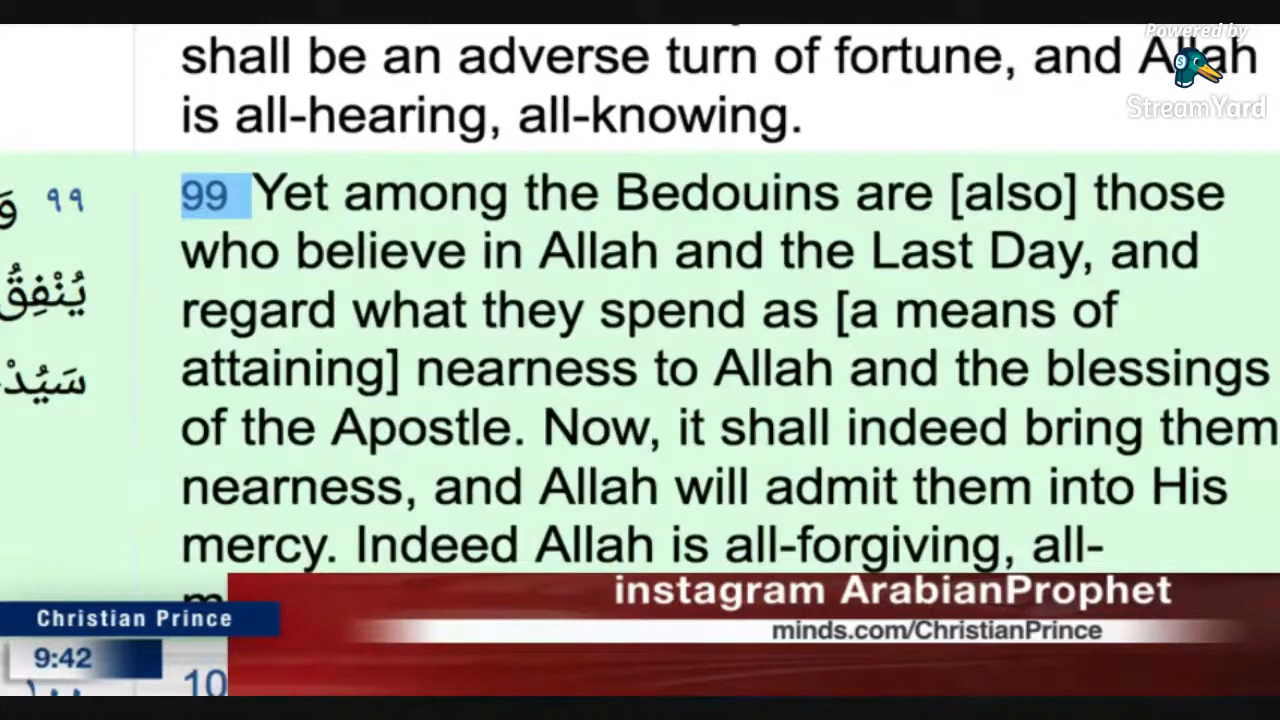 Powered by
StreamYard
shall be an adverse turn of fortune, and Allah
is all-hearing, all-knowing.
99 Yet among the Bedouins are [also] those
who believe in Allah and the Last Day, and
regard what they spend as [a means of
attaining] nearness to Allah and the blessings
of the Apostle. Now, it shall indeed bring them
nearness, and Allah will admit them into His
mercy. Indeed Allah is all-forgiving, all-
٩٩ وَ
يُنْفِقُ
سَيُدْ
instagram ArabianProphet
Christian Prince
minds.com/ChristianPrince
9:42
10